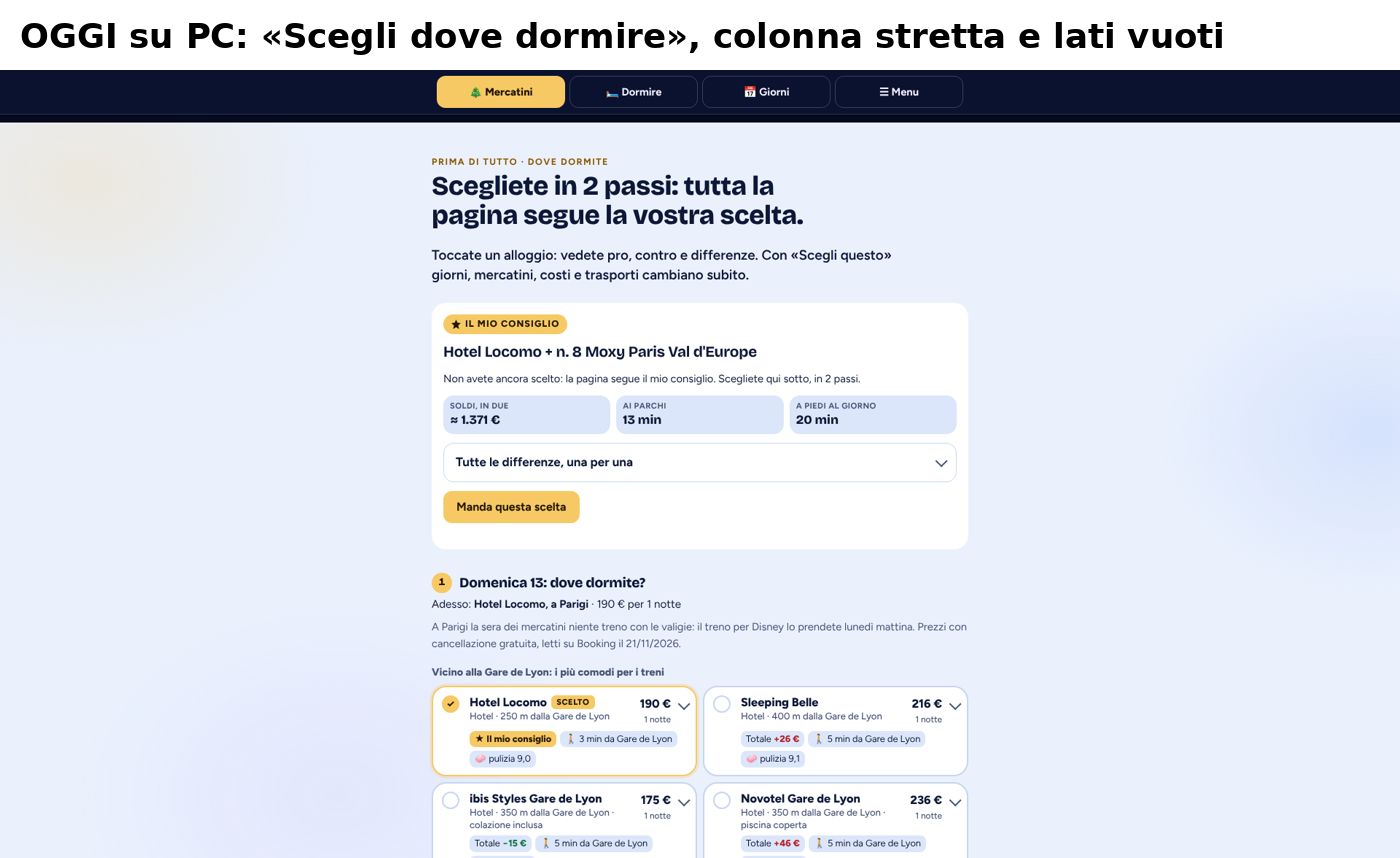 OGGI su PC: «Scegli dove dormire», colonna stretta e lati vuoti
🎄 Mercatini
🛏️ Dormire
📅 Giorni
☰ Menu
PRIMA DI TUTTO · DOVE DORMITE
Scegliete in 2 passi: tutta la
pagina segue la vostra scelta.
Toccate un alloggio: vedete pro, contro e differenze. Con «Scegli questo»
giorni, mercatini, costi e trasporti cambiano subito.
★ IL MIO CONSIGLIO
Hotel Locomo + n. 8 Moxy Paris Val d'Europe
Non avete ancora scelto: la pagina segue il mio consiglio. Scegliete qui sotto, in 2 passi.
SOLDI, IN DUE
≈ 1.371 €
AI PARCHI
13 min
A PIEDI AL GIORNO
20 min
Tutte le differenze, una per una
Manda questa scelta
1 Domenica 13: dove dormite?
Adesso: Hotel Locomo, a Parigi · 190 € per 1 notte
A Parigi la sera dei mercatini niente treno con le valigie: il treno per Disney lo prendete lunedì mattina. Prezzi con
cancellazione gratuita, letti su Booking il 21/11/2026.
Vicino alla Gare de Lyon: i più comodi per i treni
Hotel Locomo SCELTO 190 €
Hotel · 250 m dalla Gare de Lyon 1 notte
★ Il mio consiglio 🚶 3 min da Gare de Lyon
🧼 pulizia 9,0
Sleeping Belle 216 €
Hotel · 400 m dalla Gare de Lyon 1 notte
Totale +26 € 🚶 5 min da Gare de Lyon
🧼 pulizia 9,1
ibis Styles Gare de Lyon 175 €
Hotel · 350 m dalla Gare de Lyon · 1 notte
colazione inclusa
Totale −15 € 🚶 5 min da Gare de Lyon
Novotel Gare de Lyon 236 €
Hotel · 350 m dalla Gare de Lyon · 1 notte
piscina coperta
Totale +46 € 🚶 5 min da Gare de Lyon